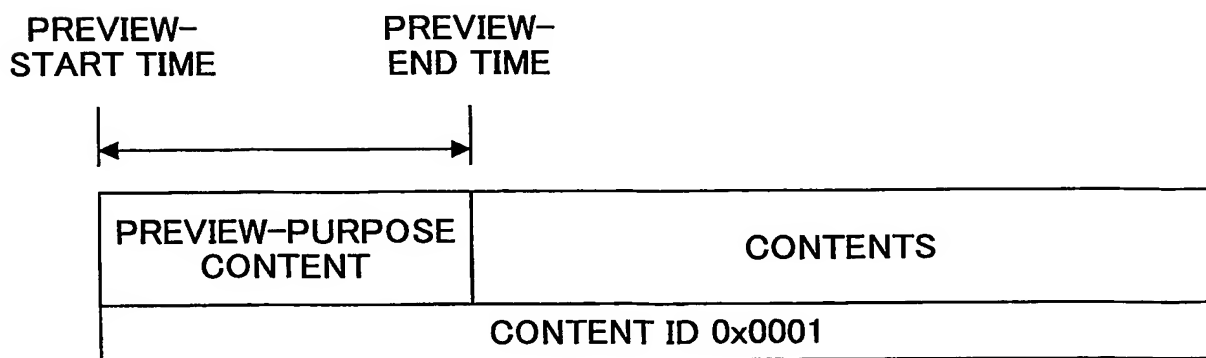 PREVIEW-
START TIME
PREVIEW-
END TIME
PREVIEW-PURPOSE
CONTENT
CONTENTS
CONTENT ID 0x0001